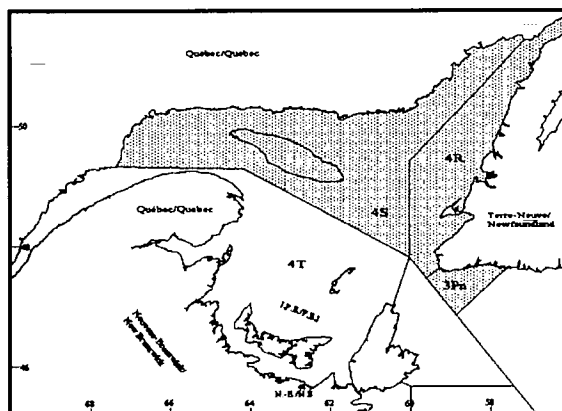 Québec/Quebec
50
4R
4S
Québec/Quebec
Terre-Neuve/
Newfoundland
48
4T
3Pn
Nouveau Brunswick/
New Brunswick
46
68
66
64
62
60
58